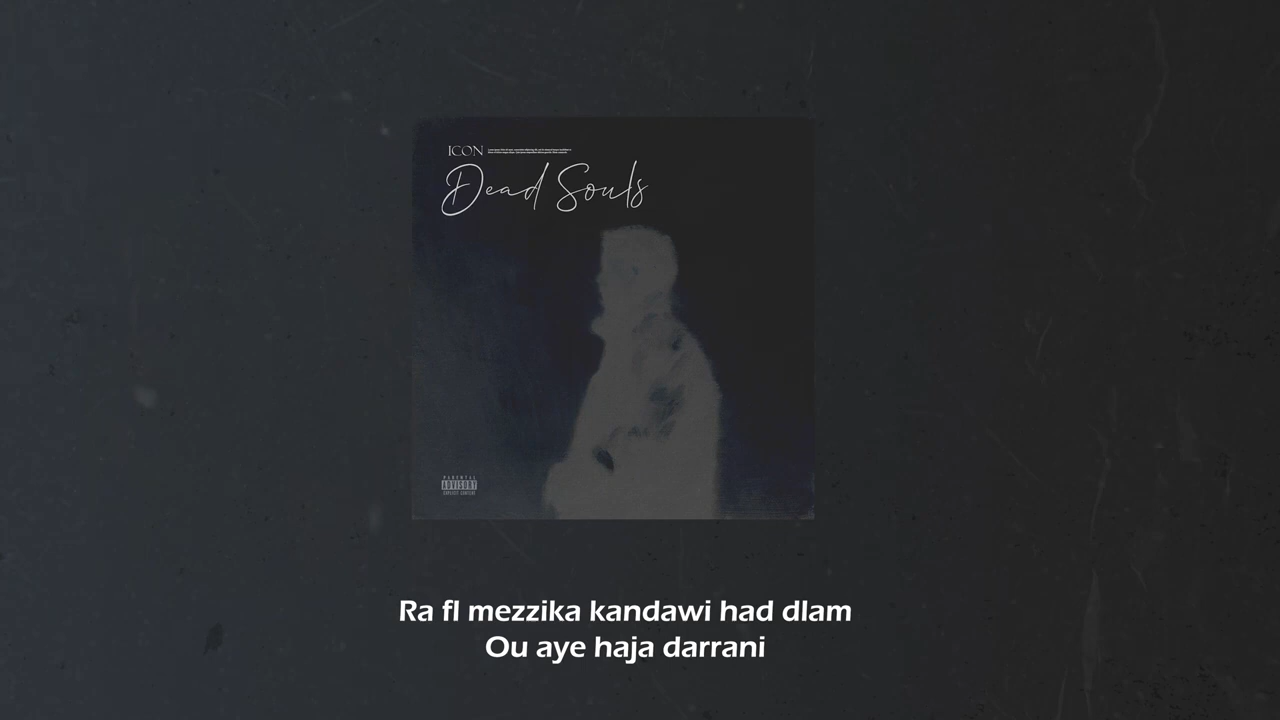 ICON
Dead Souls
PARENTAL
ADVISORY
EXPLICIT CONTENT
Ra fl mezzika kandawi had dlam
Ou aye haja darrani